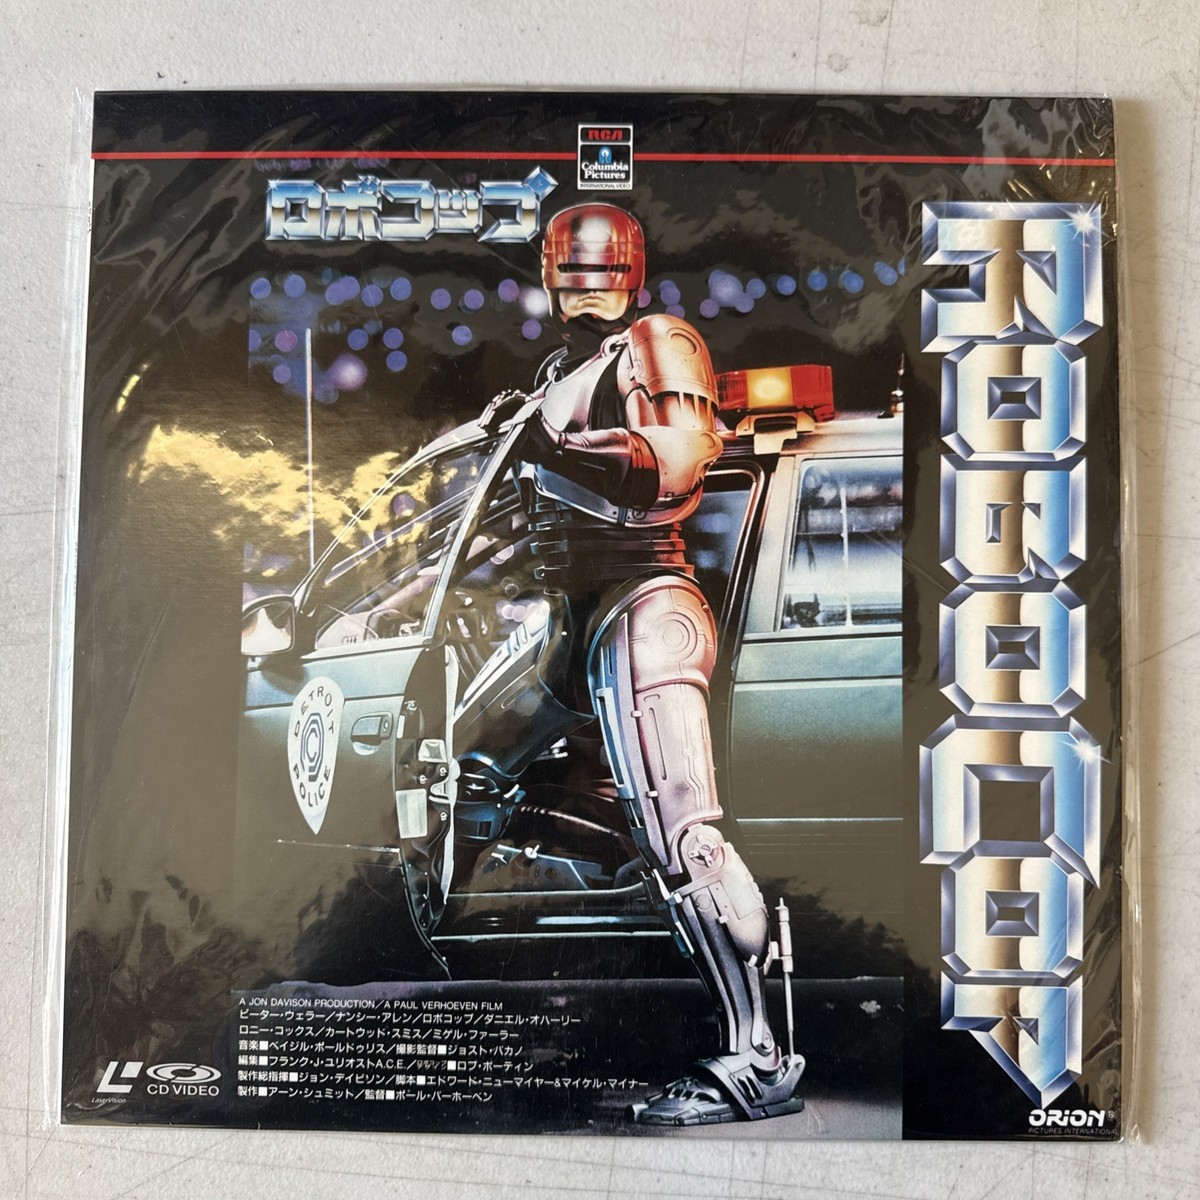 RCA
Columbia
Pictures
INTERNATIONAL VIDEO
ロボコップ
ROBOCOP
DETROIT
POLICE
A JON DAVISON PRODUCTION/A PAUL VERHOEVEN FILM
ピーター・ウェラー/ナンシー・アレン/ロボコップ/ダニエル・オハーリー
ロニー・コックス/カートウッド・スミス/ミゲル・ファーラー
音楽■ベイジル・ポールドゥリス/撮影監督■ジョスト・バカノ
編集■フランク・J・ユリオストA.C.E./■ロブ・ボーティン
製作総指揮■ジョン・デイビソン/脚本■エドワード・ニューマイヤー&マイケル・マイナー
製作■アーン・シュミット/監督■ポール・バーホーベン
LaserVision
CD VIDEO
ORION®
PICTURES INTERNATIONAL